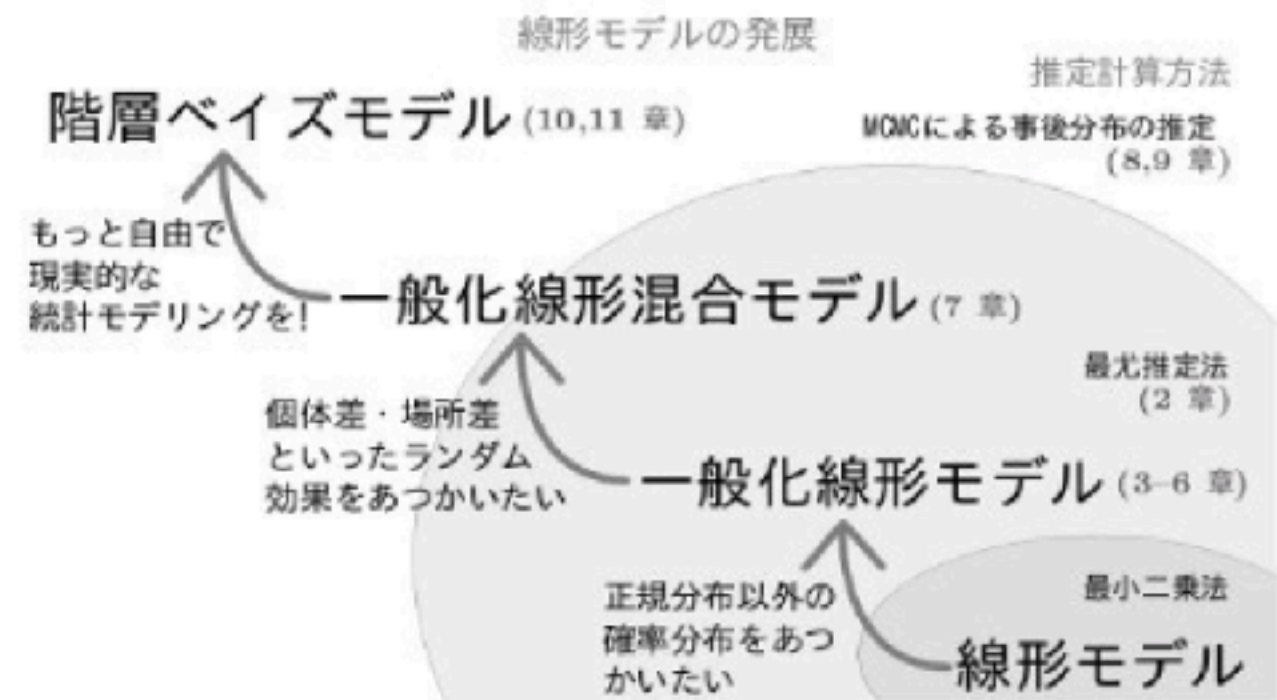 線形モデルの発展
推定計算方法
階層ベイズモデル (10,11 章)
MCMCによる事後分布の推定
(8,9 章)
もっと自由で
現実的な
統計モデリングを!
一般化線形混合モデル (7 章)
最尤推定法
(2 章)
個体差・場所差
といったランダム
効果をあつかいたい
一般化線形モデル (3–6 章)
正規分布以外の
確率分布をあつ
かいたい
最小二乗法
線形モデル